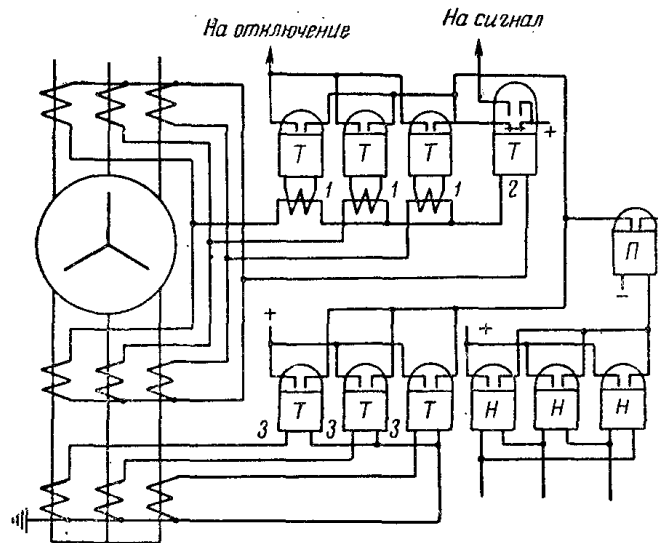 На отключение
На сигнал
Т Т Т Т +
1 1 1 2
П
−
+ +
Т Т Т Н Н Н
3 3 3